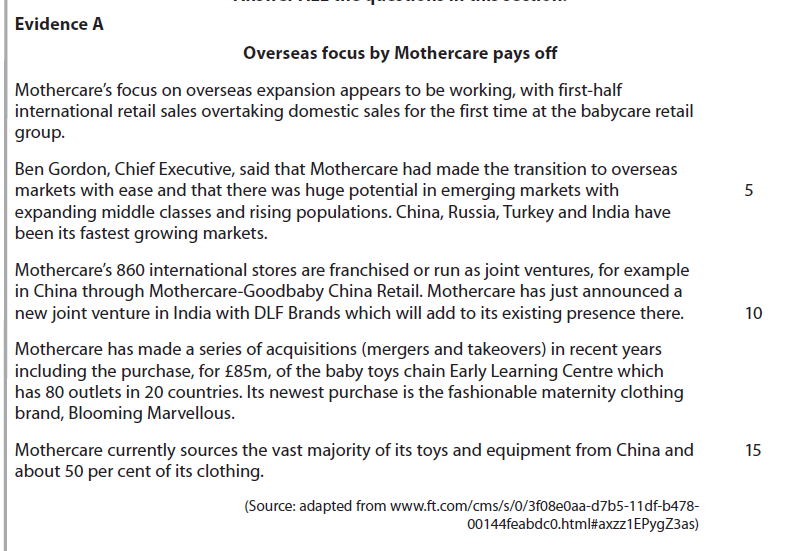 Evidence A
Overseas focus by Mothercare pays off
Mothercare's focus on overseas expansion appears to be working, with first-half
international retail sales overtaking domestic sales for the first time at the babycare retail
group.
Ben Gordon, Chief Executive, said that Mothercare had made the transition to overseas
markets with ease and that there was huge potential in emerging markets with 5
expanding middle classes and rising populations. China, Russia, Turkey and India have
been its fastest growing markets.
Mothercare's 860 international stores are franchised or run as joint ventures, for example
in China through Mothercare-Goodbaby China Retail. Mothercare has just announced a
new joint venture in India with DLF Brands which will add to its existing presence there. 10
Mothercare has made a series of acquisitions (mergers and takeovers) in recent years
including the purchase, for £85m, of the baby toys chain Early Learning Centre which
has 80 outlets in 20 countries. Its newest purchase is the fashionable maternity clothing
brand, Blooming Marvellous.
Mothercare currently sources the vast majority of its toys and equipment from China and 15
about 50 per cent of its clothing.
(Source: adapted from www.ft.com/cms/s/0/3f08e0aa-d7b5-11df-b478-
00144feabdc0.html#axzz1EPygZ3as)